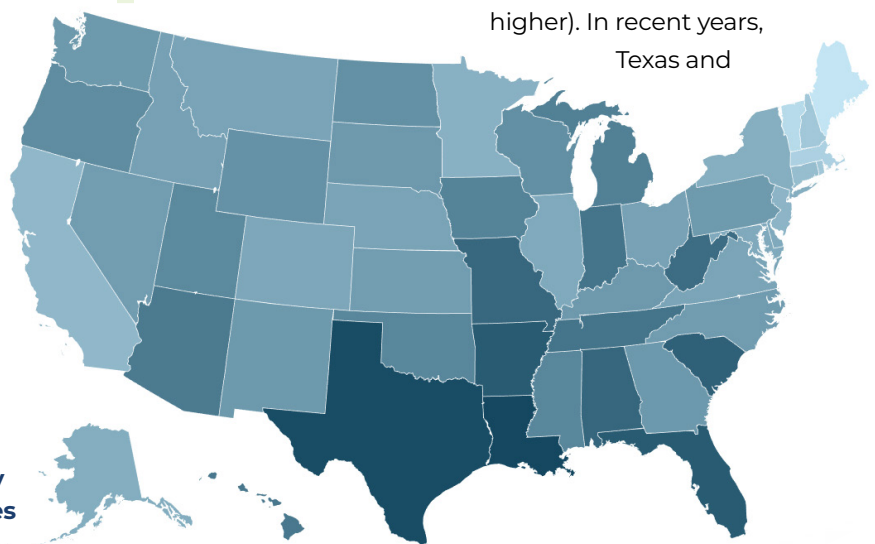 higher). In recent years,
Texas and